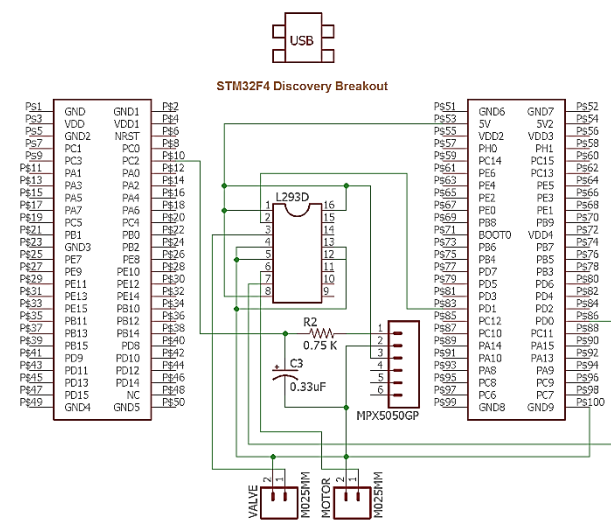 USB
STM32F4 Discovery Breakout
P$1 GND GND1 P$2
P$3 VDD VDD1 P$4
P$5 GND2 NRST P$6
P$7 PC1 PC0 P$8
P$9 PC3 PC2 P$10
P$11 PA1 PA0 P$12
P$13 PA3 PA2 P$14
P$15 PA5 PA4 P$16
P$17 PA7 PA6 P$18
P$19 PC5 PC4 P$20
P$21 PB1 PB0 P$22
P$23 GND3 PB2 P$24
P$25 PE7 PE8 P$26
P$27 PE9 PE10 P$28
P$29 PE11 PE12 P$30
P$31 PE13 PE14 P$32
P$33 PE15 PB10 P$34
P$35 PB11 PB12 P$36
P$37 PB13 PB14 P$38
P$39 PB15 PD8 P$40
P$41 PD9 PD10 P$42
P$43 PD11 PD12 P$44
P$45 PD13 PD14 P$46
P$47 PD15 NC P$48
P$49 GND4 GND5 P$50
L293D
1 16
2 15
3 14
4 13
5 12
6 11
7 10
8 9
R2
0.75 K
C3
+
0.33uF
1
2
3
4
5
6
MPX5050GP
VALVE
2 1
M025MM
MOTOR
2 1
M025MM
P$51 GND6 GND7 P$52
P$53 5V 5V2 P$54
P$55 VDD2 VDD3 P$56
P$57 PH0 PH1 P$58
P$59 PC14 PC15 P$60
P$61 PE6 PC13 P$62
P$63 PE4 PE5 P$64
P$65 PE2 PE3 P$66
P$67 PE0 PE1 P$68
P$69 PB8 PB9 P$70
P$71 BOOT0 VDD4 P$72
P$73 PB6 PB7 P$74
P$75 PB4 PB5 P$76
P$77 PD7 PB3 P$78
P$79 PD5 PD6 P$80
P$81 PD3 PD4 P$82
P$83 PD1 PD2 P$84
P$85 PC12 PD0 P$86
P$87 PC10 PC11 P$88
P$89 PA14 PA15 P$90
P$91 PA10 PA13 P$92
P$93 PA8 PA9 P$94
P$95 PC8 PC9 P$96
P$97 PC6 PC7 P$98
P$99 GND8 GND9 P$100